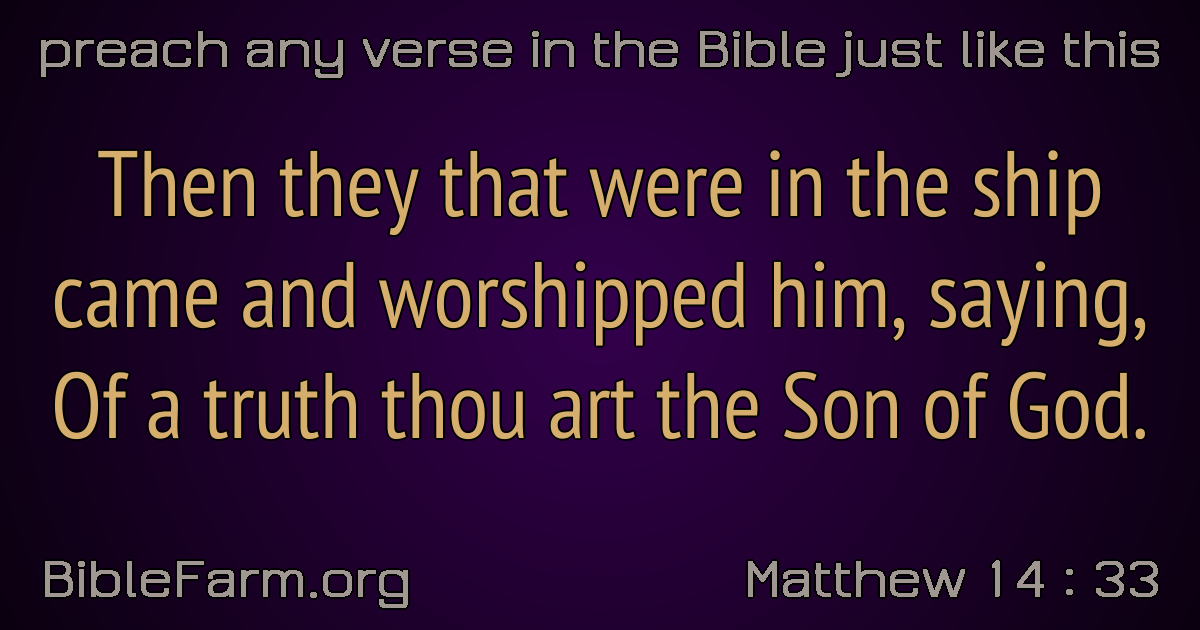 preach any verse in the Bible just like this
Then they that were in the ship
came and worshipped him, saying,
Of a truth thou art the Son of God.
BibleFarm.org
Matthew 14 : 33